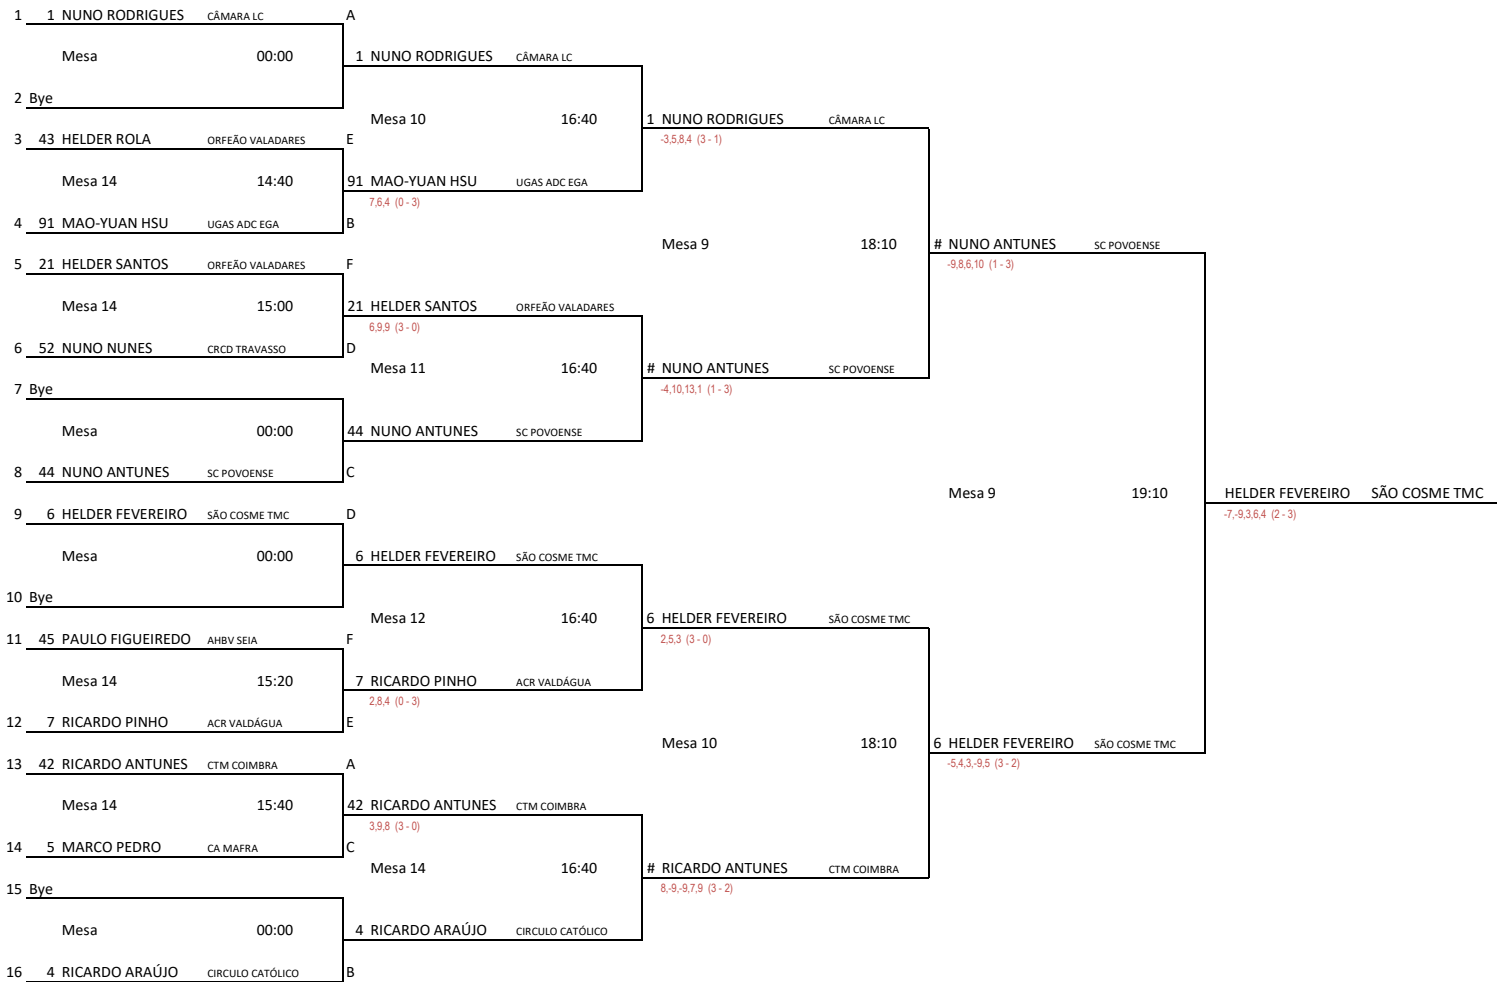 1 1 NUNO RODRIGUES CÂMARA LC A
Mesa 00:00 1 NUNO RODRIGUES CÂMARA LC
2 Bye
Mesa 10 16:40 1 NUNO RODRIGUES CÂMARA LC
3 43 HELDER ROLA ORFEÃO VALADARES E -3,5,8,4 (3 - 1)
Mesa 14 14:40 91 MAO-YUAN HSU UGAS ADC EGA
7,6,4 (0 - 3)
4 91 MAO-YUAN HSU UGAS ADC EGA B
Mesa 9 18:10 # NUNO ANTUNES SC POVOENSE
5 21 HELDER SANTOS ORFEÃO VALADARES F -9,8,6,10 (1 - 3)
Mesa 14 15:00 21 HELDER SANTOS ORFEÃO VALADARES
6,9,9 (3 - 0)
6 52 NUNO NUNES CRCD TRAVASSO D
Mesa 11 16:40 # NUNO ANTUNES SC POVOENSE
7 Bye -4,10,13,1 (1 - 3)
Mesa 00:00 44 NUNO ANTUNES SC POVOENSE
8 44 NUNO ANTUNES SC POVOENSE C
Mesa 9 19:10 HELDER FEVEREIRO SÃO COSME TMC
9 6 HELDER FEVEREIRO SÃO COSME TMC D -7,-9,3,6,4 (2 - 3)
Mesa 00:00 6 HELDER FEVEREIRO SÃO COSME TMC
10 Bye
Mesa 12 16:40 6 HELDER FEVEREIRO SÃO COSME TMC
11 45 PAULO FIGUEIREDO AHBV SEIA F 2,5,3 (3 - 0)
Mesa 14 15:20 7 RICARDO PINHO ACR VALDÁGUA
2,8,4 (0 - 3)
12 7 RICARDO PINHO ACR VALDÁGUA E
Mesa 10 18:10 6 HELDER FEVEREIRO SÃO COSME TMC
13 42 RICARDO ANTUNES CTM COIMBRA A -5,4,3,-9,5 (3 - 2)
Mesa 14 15:40 42 RICARDO ANTUNES CTM COIMBRA
3,9,8 (3 - 0)
14 5 MARCO PEDRO CA MAFRA C
Mesa 14 16:40 # RICARDO ANTUNES CTM COIMBRA
15 Bye 8,-9,-9,7,9 (3 - 2)
Mesa 00:00 4 RICARDO ARAÚJO CIRCULO CATÓLICO
16 4 RICARDO ARAÚJO CIRCULO CATÓLICO B